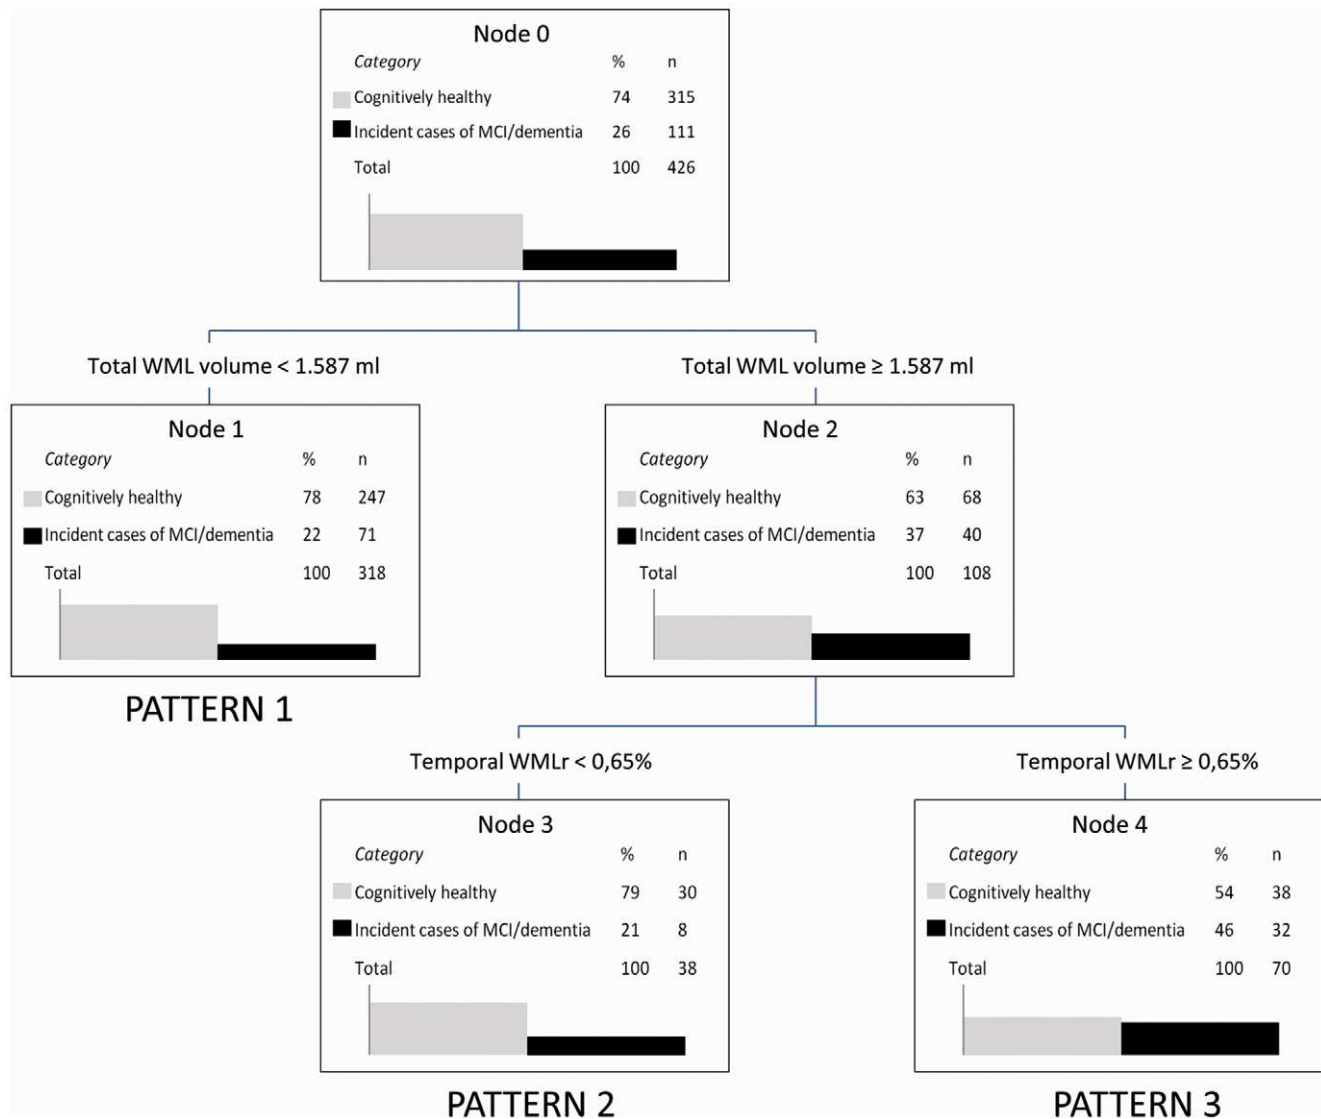 Node 0
Category % n
Cognitively healthy 74 315
Incident cases of MCI/dementia 26 111
Total 100 426
Total WML volume < 1.587 ml
Total WML volume ≥ 1.587 ml
Node 1
Category % n
Cognitively healthy 78 247
Incident cases of MCI/dementia 22 71
Total 100 318
PATTERN 1
Node 2
Category % n
Cognitively healthy 63 68
Incident cases of MCI/dementia 37 40
Total 100 108
Temporal WMLr < 0,65%
Temporal WMLr ≥ 0,65%
Node 3
Category % n
Cognitively healthy 79 30
Incident cases of MCI/dementia 21 8
Total 100 38
PATTERN 2
Node 4
Category % n
Cognitively healthy 54 38
Incident cases of MCI/dementia 46 32
Total 100 70
PATTERN 3